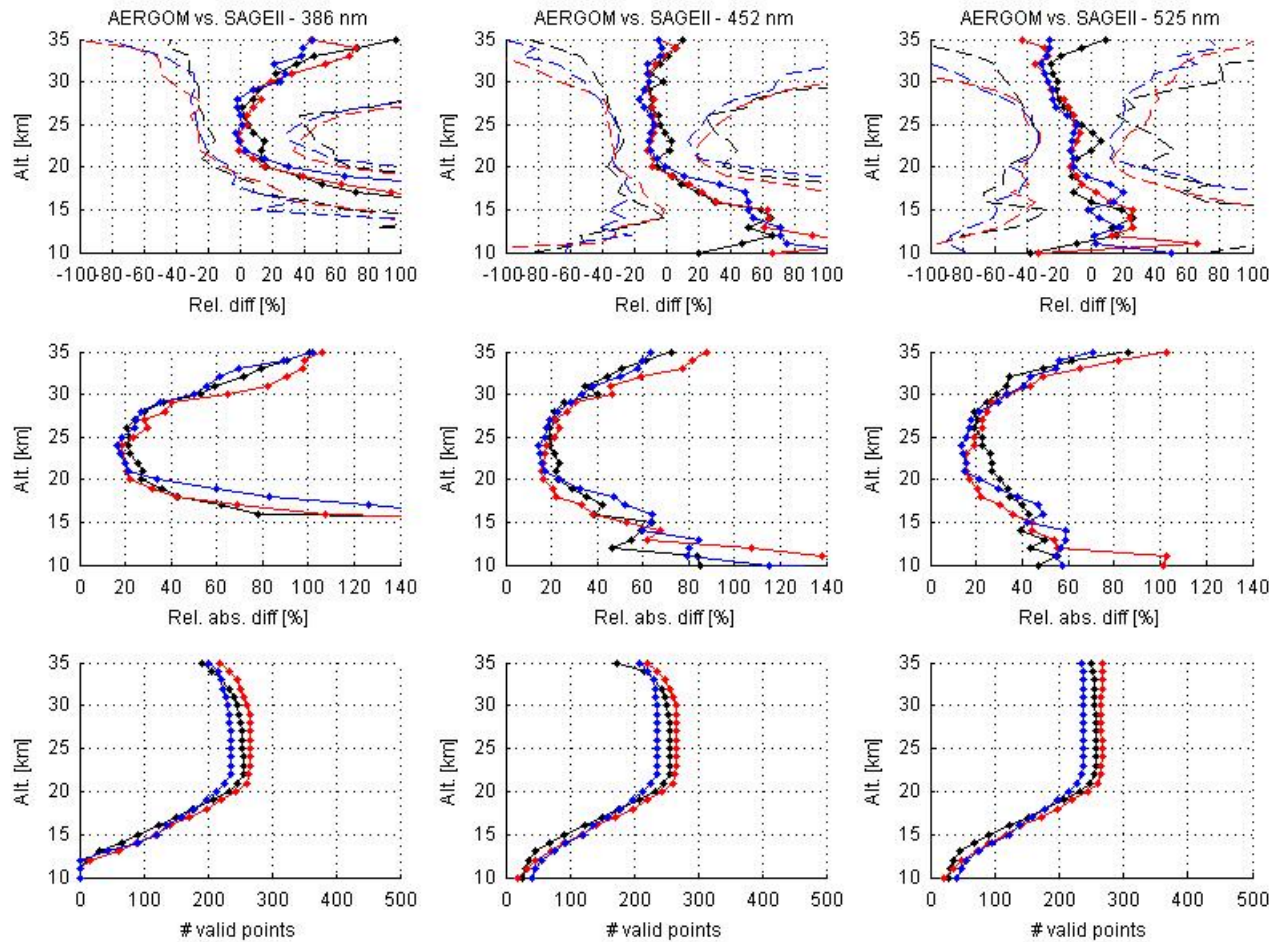 AERGOM vs. SAGEII - 386 nm
AERGOM vs. SAGEII - 452 nm
AERGOM vs. SAGEII - 525 nm
35
30
25
20
15
10
Alt. [km]
-100-80-60-40-20 0 20 40 60 80 100
Rel. diff [%]
35
30
25
20
15
10
Alt. [km]
-100-80-60-40-20 0 20 40 60 80 100
Rel. diff [%]
35
30
25
20
15
10
Alt. [km]
-100-80-60-40-20 0 20 40 60 80 100
Rel. diff [%]
35
30
25
20
15
10
Alt. [km]
0 20 40 60 80 100 120 140
Rel. abs. diff [%]
35
30
25
20
15
10
Alt. [km]
0 20 40 60 80 100 120 140
Rel. abs. diff [%]
35
30
25
20
15
10
Alt. [km]
0 20 40 60 80 100 120 140
Rel. abs. diff [%]
35
30
25
20
15
10
Alt. [km]
0 100 200 300 400 500
# valid points
35
30
25
20
15
10
Alt. [km]
0 100 200 300 400 500
# valid points
35
30
25
20
15
10
Alt. [km]
0 100 200 300 400 500
# valid points